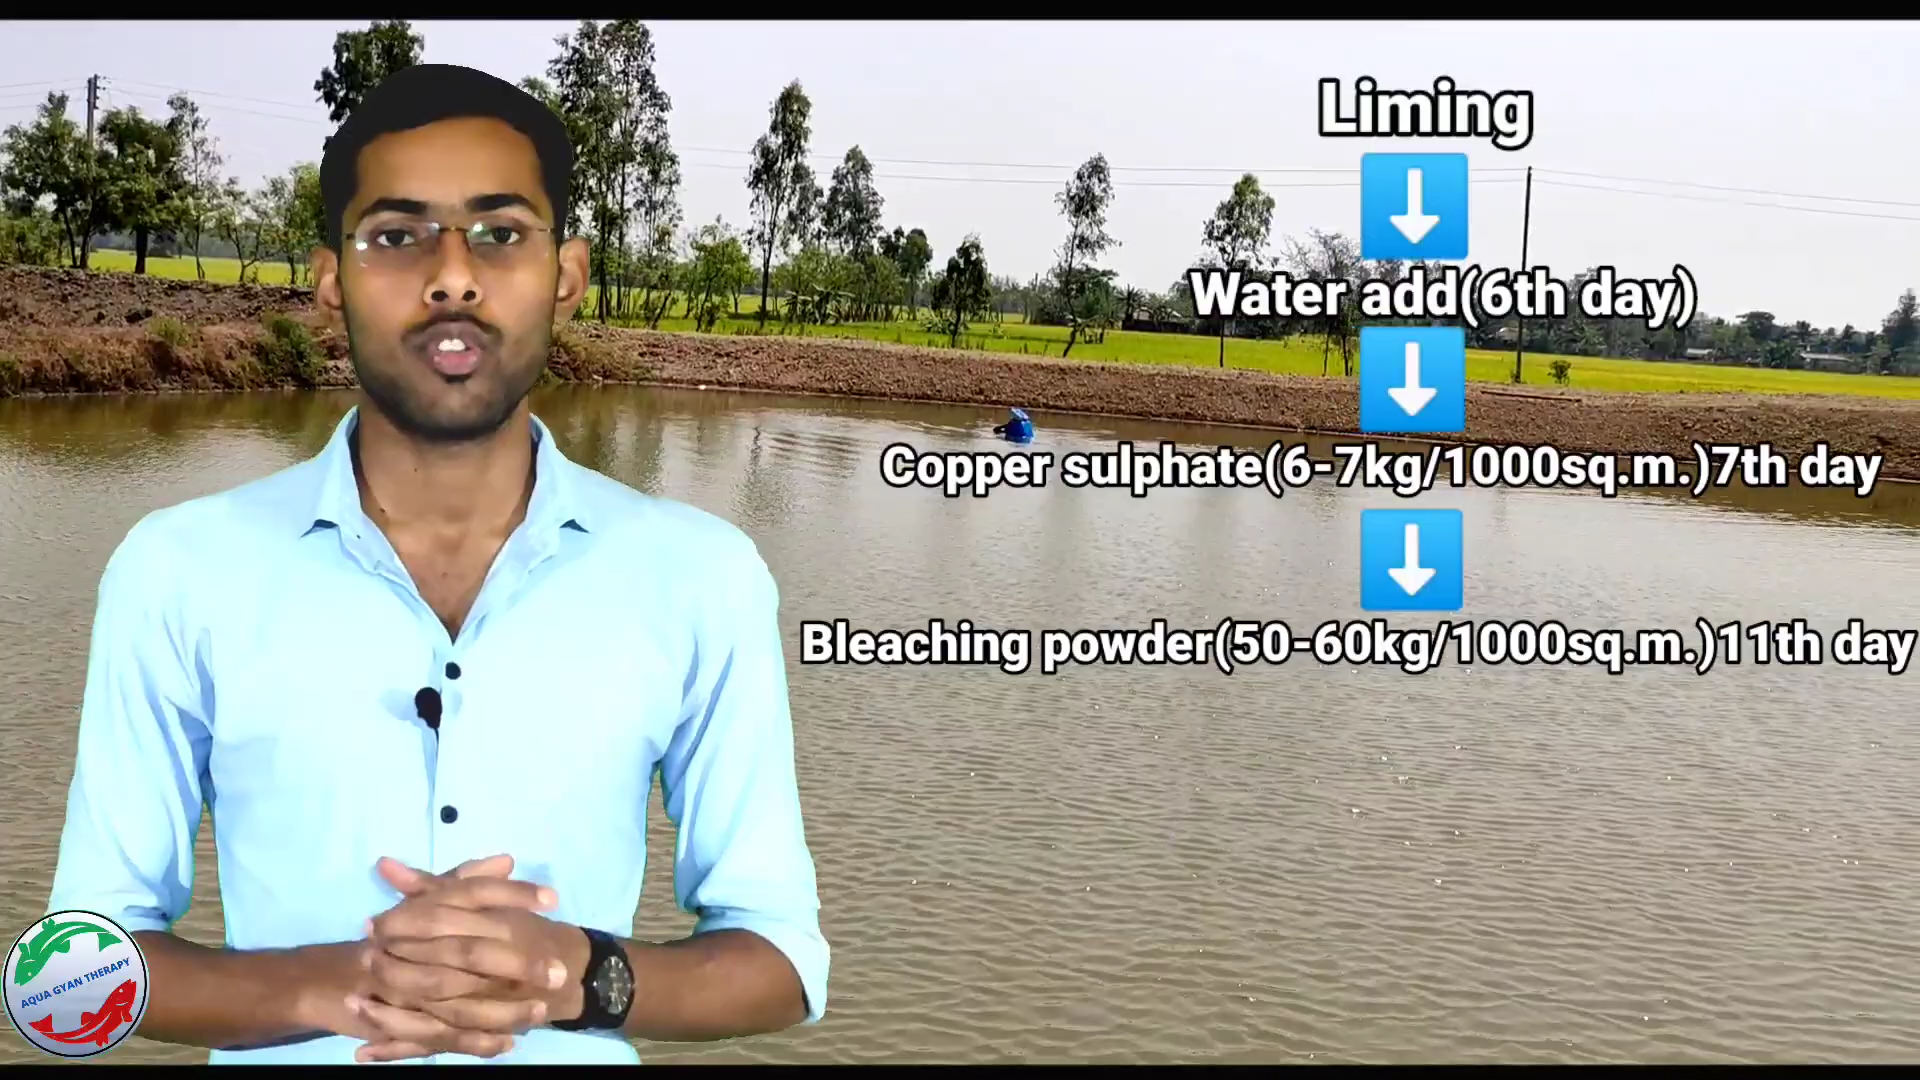 Liming
Water add(6th day)
Copper sulphate(6-7kg/1000sq.m.)7th day
Bleaching powder(50-60kg/1000sq.m.)11th day
AQUA GYAN THERAPY